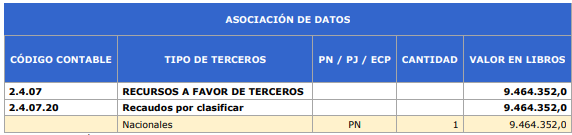 ASOCIACIÓN DE DATOS
CÓDIGO CONTABLE TIPO DE TERCEROS PN / PJ / ECP CANTIDAD VALOR EN LIBROS
2.4.07 RECURSOS A FAVOR DE TERCEROS 9.464.352,0
2.4.07.20 Recaudos por clasificar 9.464.352,0
Nacionales PN 1 9.464.352,0